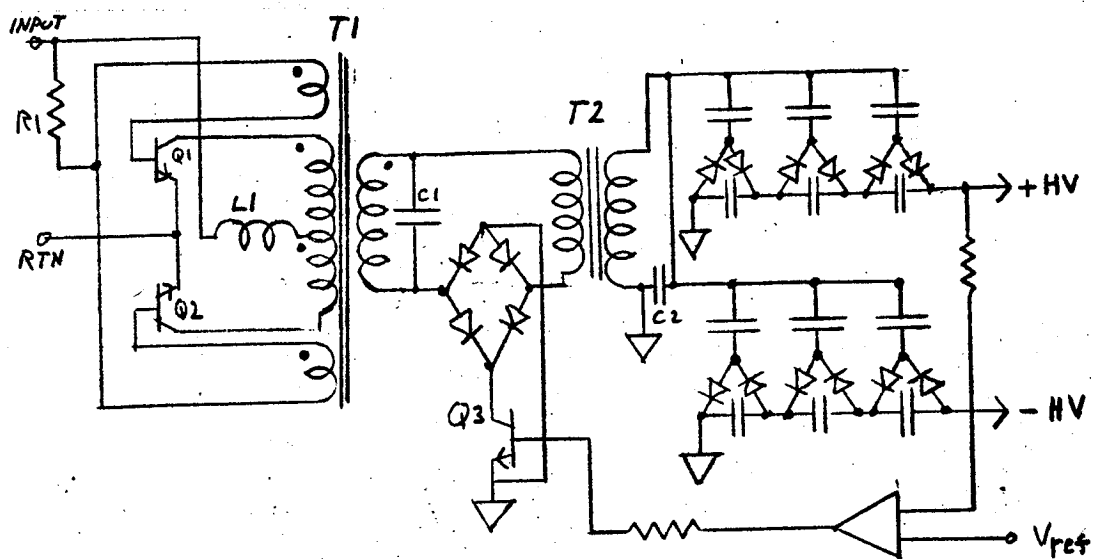 INPUT
T1
R1
Q1
L1
RTN
Q2
C1
T2
C2
Q3
+HV
-HV
Vref